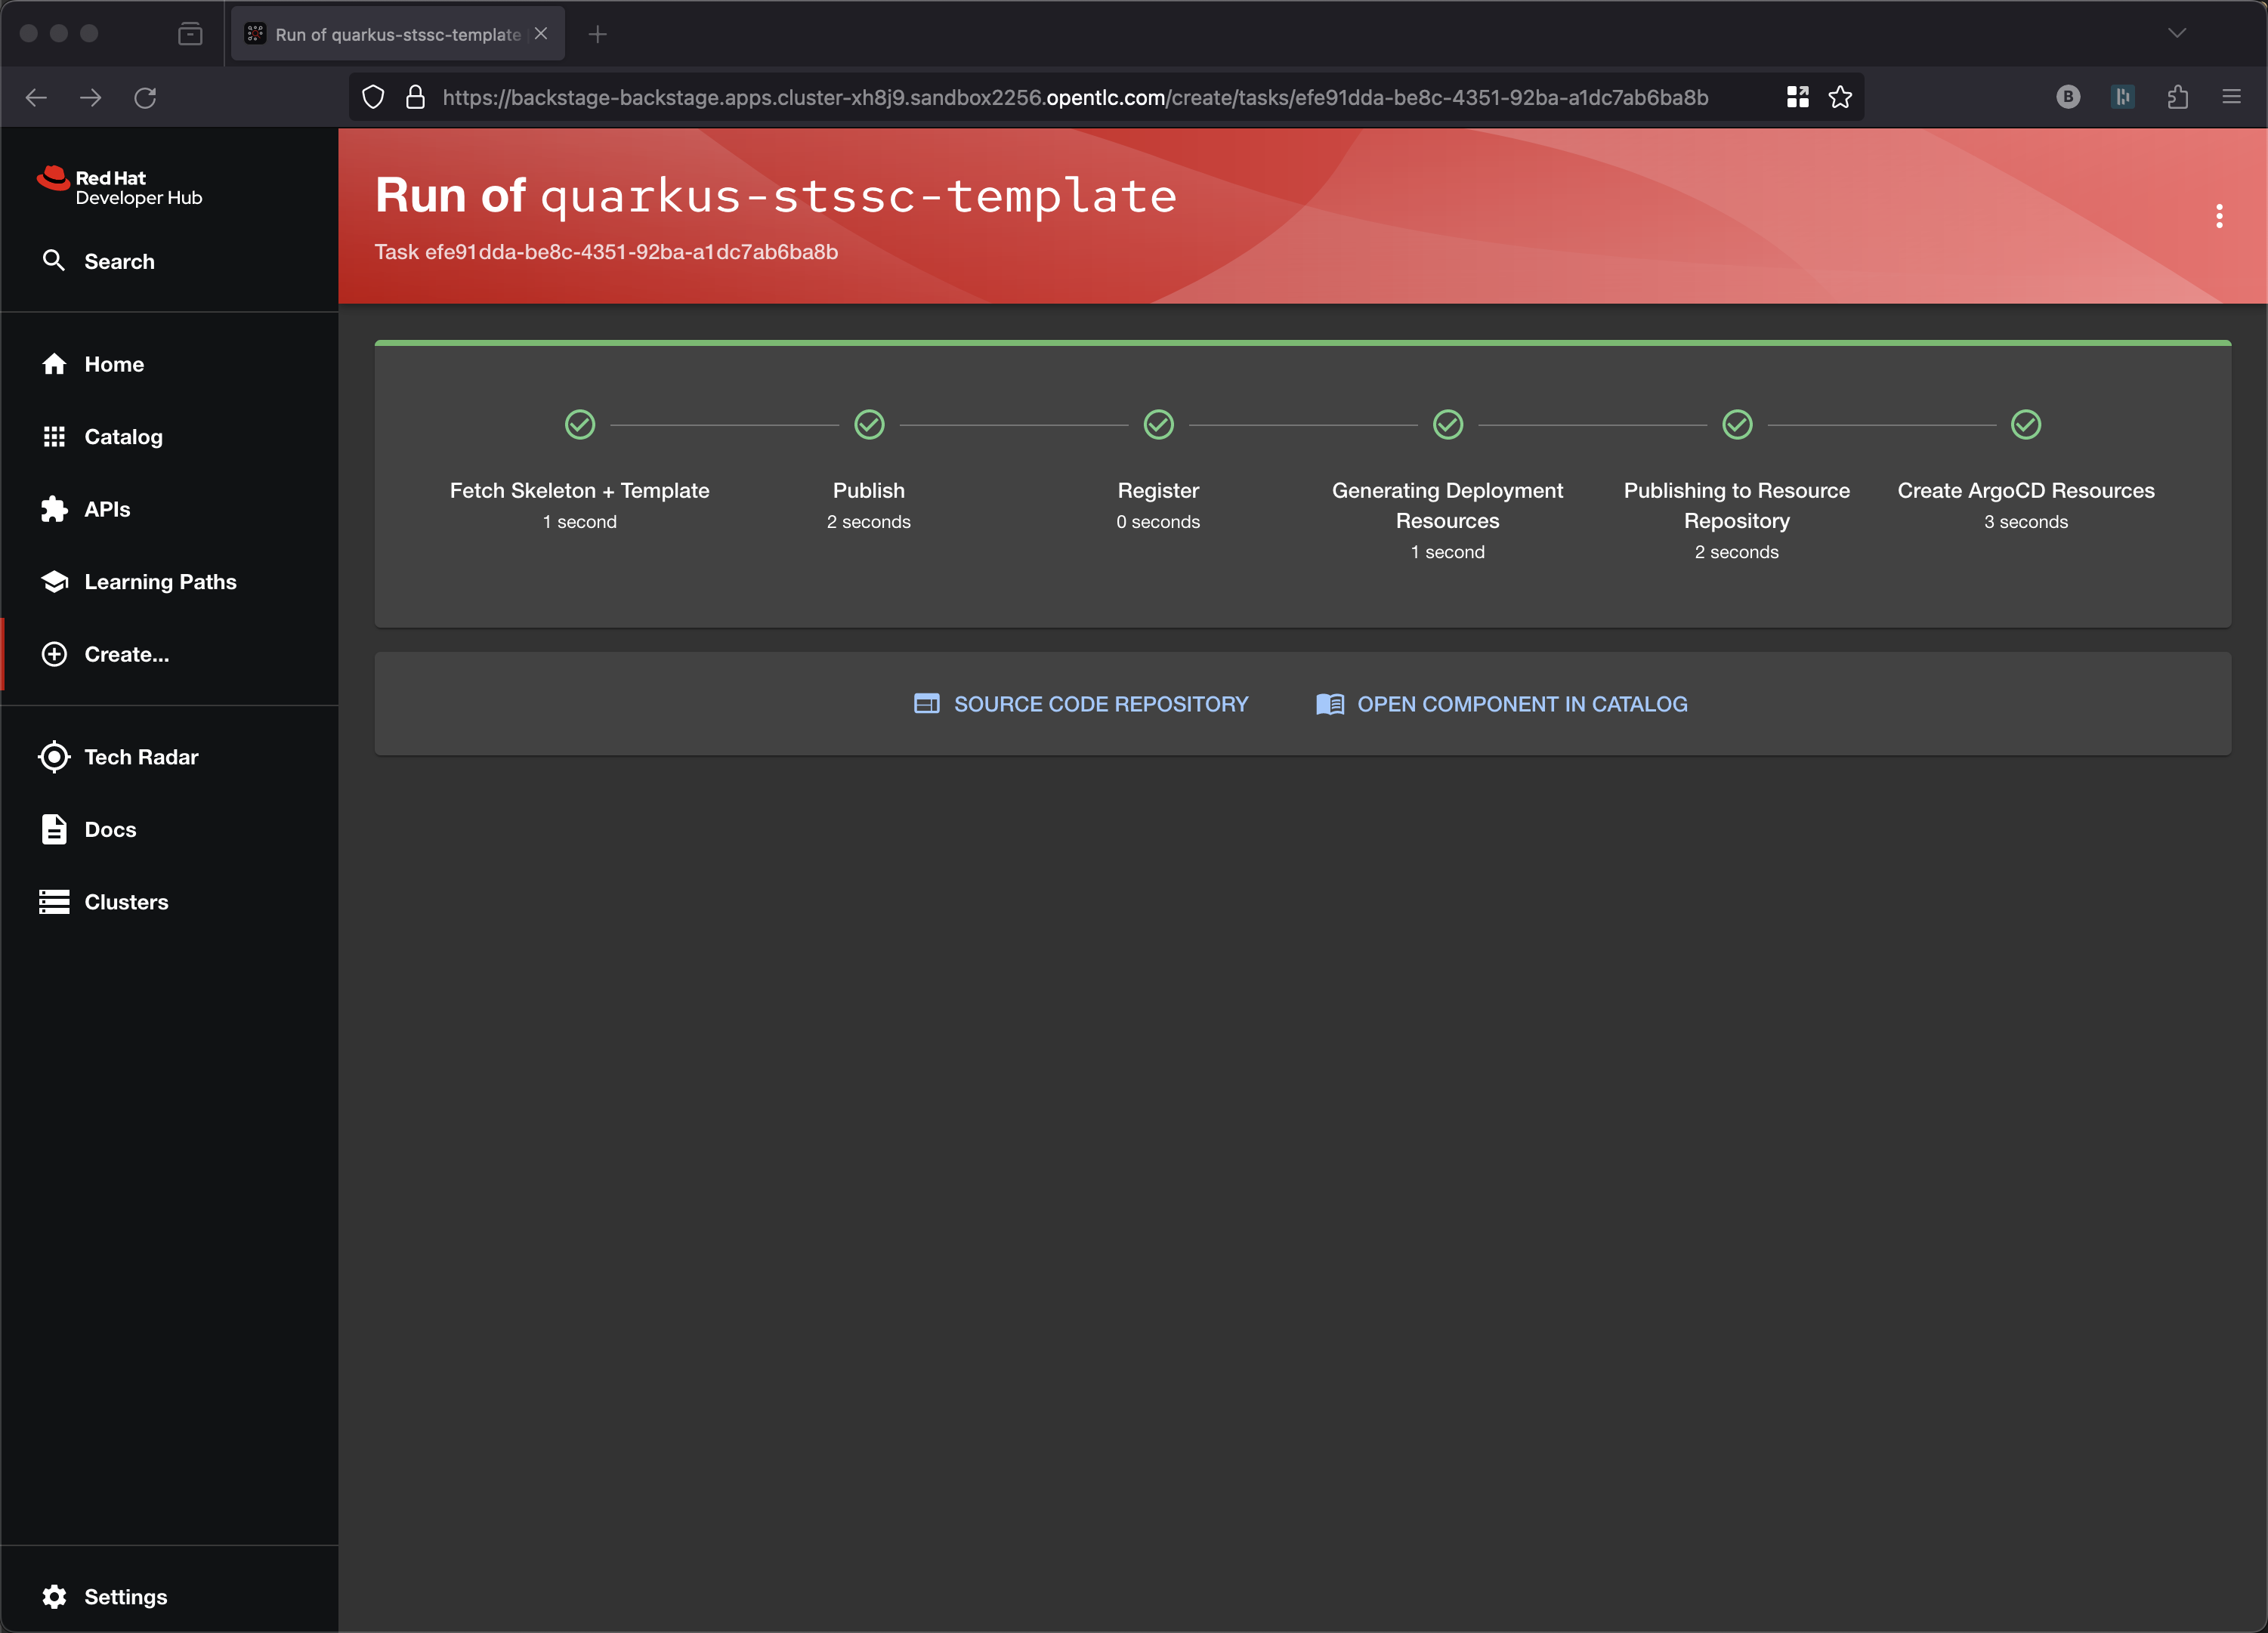 Run of quarkus-stssc-template
https://backstage-backstage.apps.cluster-xh8j9.sandbox2256.opentlc.com/create/tasks/efe91dda-be8c-4351-92ba-a1dc7ab6ba8b
B
Red Hat
Developer Hub
Search
Home
Catalog
APIs
Learning Paths
Create...
Tech Radar
Docs
Clusters
Settings
Run of quarkus-stssc-template
Task efe91dda-be8c-4351-92ba-a1dc7ab6ba8b
Fetch Skeleton + Template
1 second
Publish
2 seconds
Register
0 seconds
Generating Deployment
Resources
1 second
Publishing to Resource
Repository
2 seconds
Create ArgoCD Resources
3 seconds
SOURCE CODE REPOSITORY
OPEN COMPONENT IN CATALOG